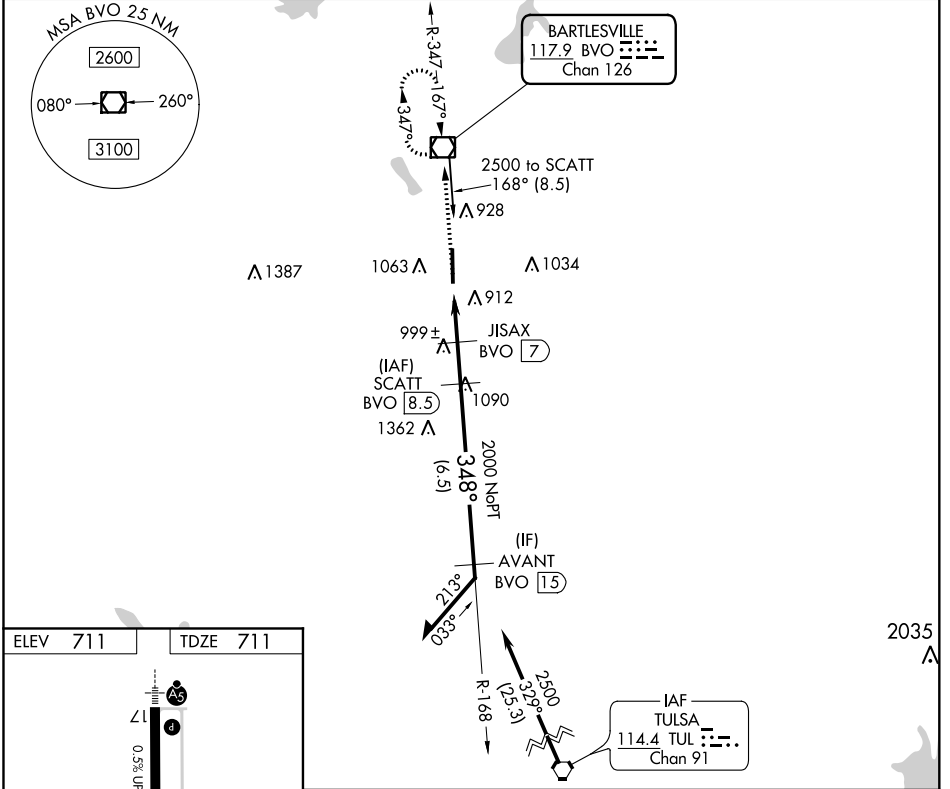 MSA BVO 25 NM
2600
080°
260°
3100
R-347
167°
347°
BARTLESVILLE
117.9 BVO
Chan 126
2500 to SCATT
168° (8.5)
928
1387
1063
1034
912
999±
JISAX
BVO 7
(IAF)
SCATT
BVO 8.5
1090
1362
2000 NoPT
348°
(6.5)
(IF)
AVANT
BVO 15
213°
033°
R-168
2500
329°
(25.3)
2035
IAF
TULSA
114.4 TUL
Chan 91
ELEV 711
TDZE 711
A5
17
P
0.5% UP